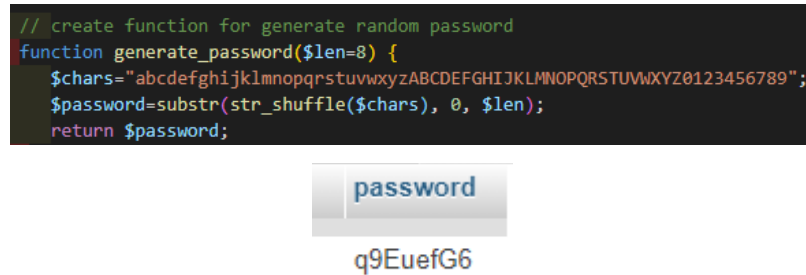 // create function for generate random password
function generate_password($len=8) {
$chars="abcdefghijklmnopqrstuvwxyzABCDEFGHIJKLMNOPQRSTUVWXYZ0123456789";
$password=substr(str_shuffle($chars), 0, $len);
return $password;
password
q9EuefG6